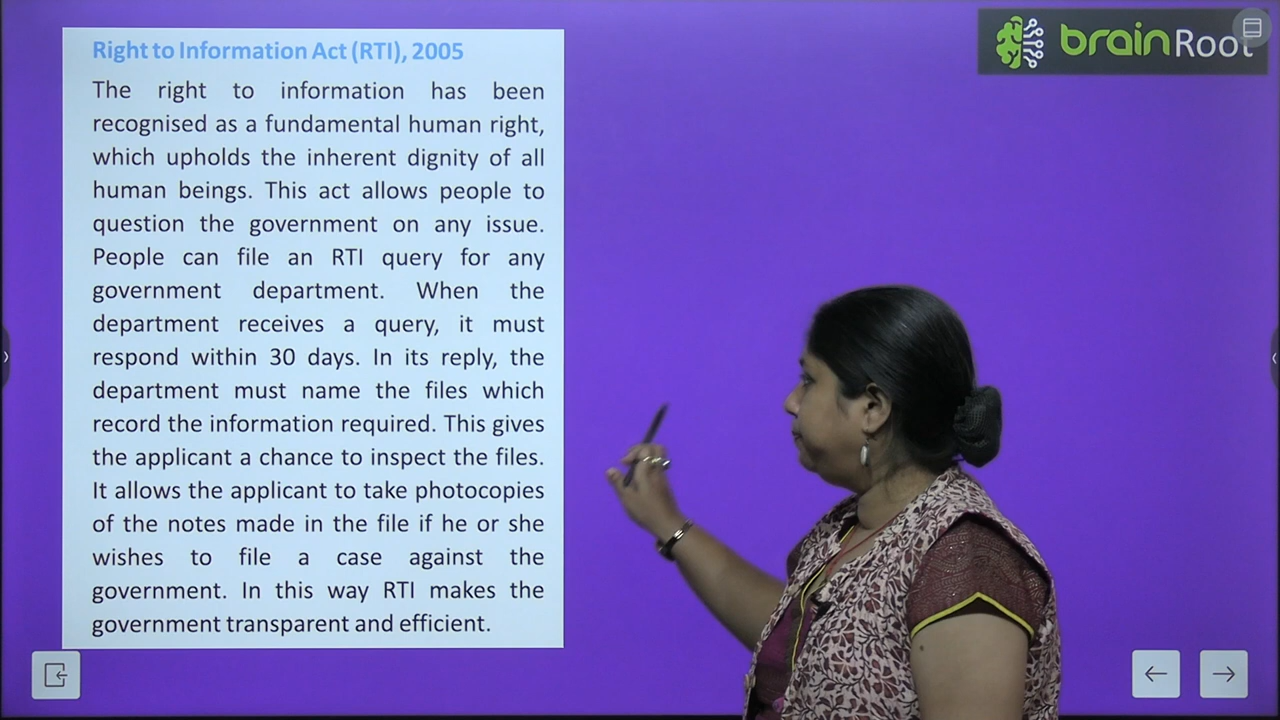 Right to Information Act (RTI), 2005
The right to information has been
recognised as a fundamental human right,
which upholds the inherent dignity of all
human beings. This act allows people to
question the government on any issue.
People can file an RTI query for any
government department. When the
department receives a query, it must
respond within 30 days. In its reply, the
department must name the files which
record the information required. This gives
the applicant a chance to inspect the files.
It allows the applicant to take photocopies
of the notes made in the file if he or she
wishes to file a case against the
government. In this way RTI makes the
government transparent and efficient.
brainRoot